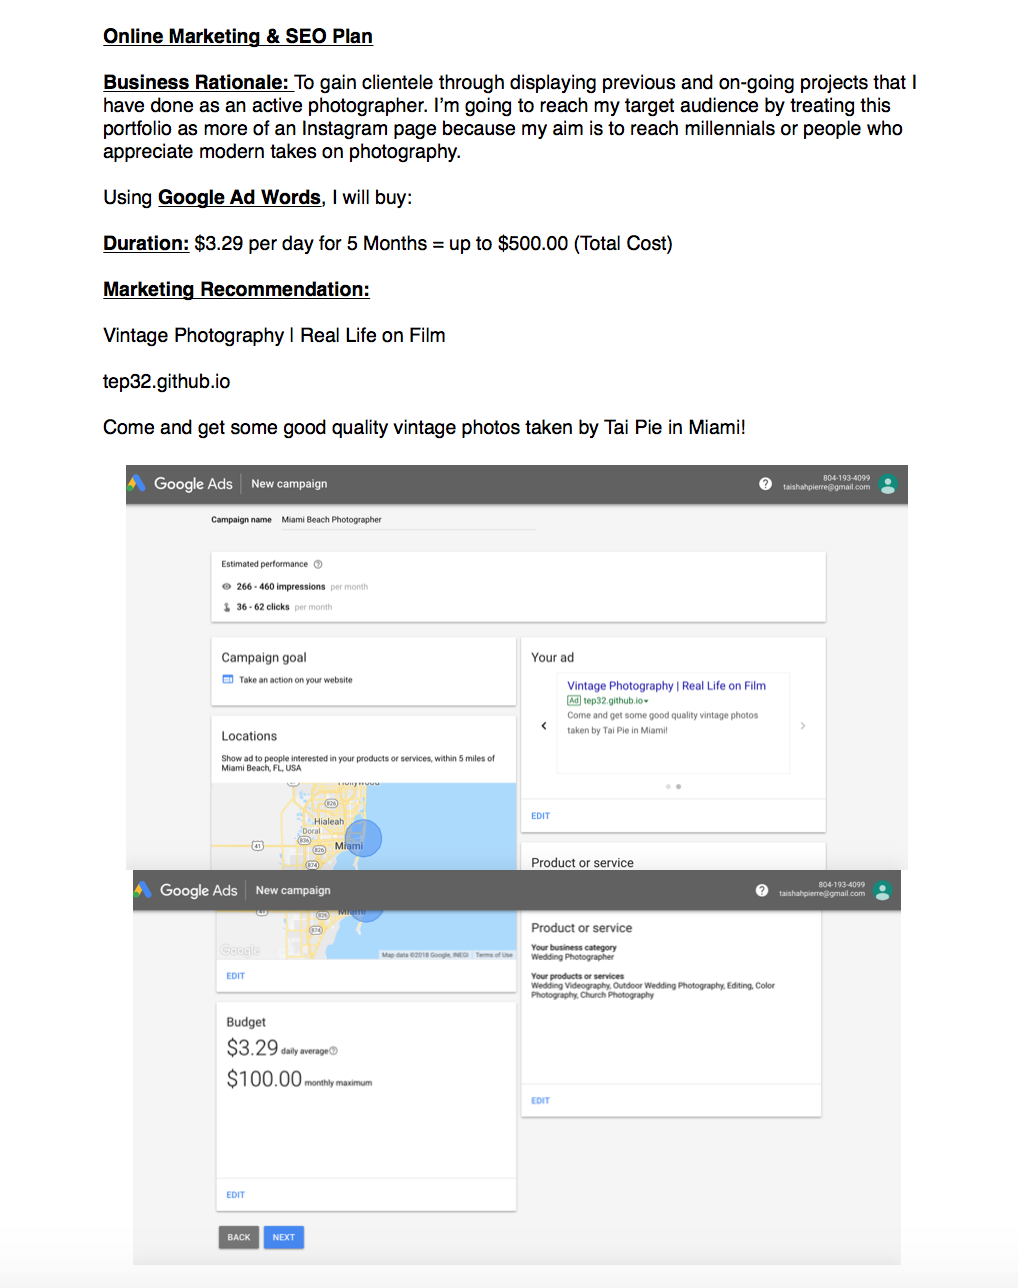 Online Marketing & SEO Plan
Business Rationale: To gain clientele through displaying previous and on-going projects that I
have done as an active photographer. I'm going to reach my target audience by treating this
portfolio as more of an Instagram page because my aim is to reach millennials or people who
appreciate modern takes on photography.
Using Google Ad Words, I will buy:
Duration: $3.29 per day for 5 Months = up to $500.00 (Total Cost)
Marketing Recommendation:
Vintage Photography | Real Life on Film
tep32.github.io
Come and get some good quality vintage photos taken by Tai Pie in Miami!
Google Ads New campaign
? 804-193-4099
taishahpierre@gmail.com
Campaign name Miami Beach Photographer
Estimated performance ?
266 - 460 impressions per month
36 - 62 clicks per month
Campaign goal
Take an action on your website
Locations
Show ad to people interested in your products or services, within 5 miles of
Miami Beach, FL, USA
Hollywood
826
Hialeah
Doral
836
41
826
Miami
874
Your ad
Vintage Photography | Real Life on Film
Ad tep32.github.io
Come and get some good quality vintage photos
taken by Tai Pie in Miami!
EDIT
Product or service
Google Ads New campaign
? 804-193-4099
taishahpierre@gmail.com
41
826
Miami
874
Google
Map data ©2018 Google, INEGI Terms of Use
EDIT
Budget
$3.29 daily average ?
$100.00 monthly maximum
EDIT
Product or service
Your business category
Wedding Photographer
Your products or services
Wedding Videography, Outdoor Wedding Photography, Editing, Color
Photography, Church Photography
EDIT
BACK NEXT